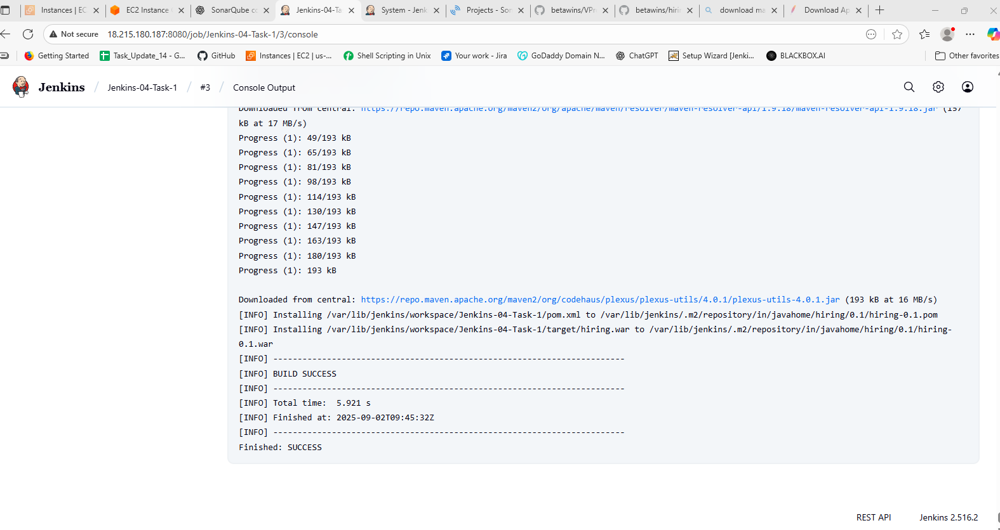 Instances | EC
EC2 Instance
SonarQube co
Jenkins-04-Ta
System - Jenk
Projects - Son
betawins/VPr
betawins/hirin
download ma
Download Ap
Not secure
18.215.180.187:8080/job/Jenkins-04-Task-1/3/console
Getting Started
Task_Update_14 - G...
GitHub
Instances | EC2 | us-...
Shell Scripting in Unix
Your work - Jira
GoDaddy Domain N...
ChatGPT
Setup Wizard [Jenki...
BLACKBOX.AI
Other favorites
Jenkins / Jenkins-04-Task-1 / #3 / Console Output
Downloaded from central: https://repo.maven.apache.org/maven2/org/apache/maven/resolver/maven-resolver-api/1.9.18/maven-resolver-api-1.9.18.jar (157
kB at 17 MB/s)
Progress (1): 49/193 kB
Progress (1): 65/193 kB
Progress (1): 81/193 kB
Progress (1): 98/193 kB
Progress (1): 114/193 kB
Progress (1): 130/193 kB
Progress (1): 147/193 kB
Progress (1): 163/193 kB
Progress (1): 180/193 kB
Progress (1): 193 kB
Downloaded from central: https://repo.maven.apache.org/maven2/org/codehaus/plexus/plexus-utils/4.0.1/plexus-utils-4.0.1.jar (193 kB at 16 MB/s)
[INFO] Installing /var/lib/jenkins/workspace/Jenkins-04-Task-1/pom.xml to /var/lib/jenkins/.m2/repository/in/javahome/hiring/0.1/hiring-0.1.pom
[INFO] Installing /var/lib/jenkins/workspace/Jenkins-04-Task-1/target/hiring.war to /var/lib/jenkins/.m2/repository/in/javahome/hiring/0.1/hiring-
0.1.war
[INFO] ------------------------------------------------------------------------
[INFO] BUILD SUCCESS
[INFO] ------------------------------------------------------------------------
[INFO] Total time:  5.921 s
[INFO] Finished at: 2025-09-02T09:45:32Z
[INFO] ------------------------------------------------------------------------
Finished: SUCCESS
REST API
Jenkins 2.516.2